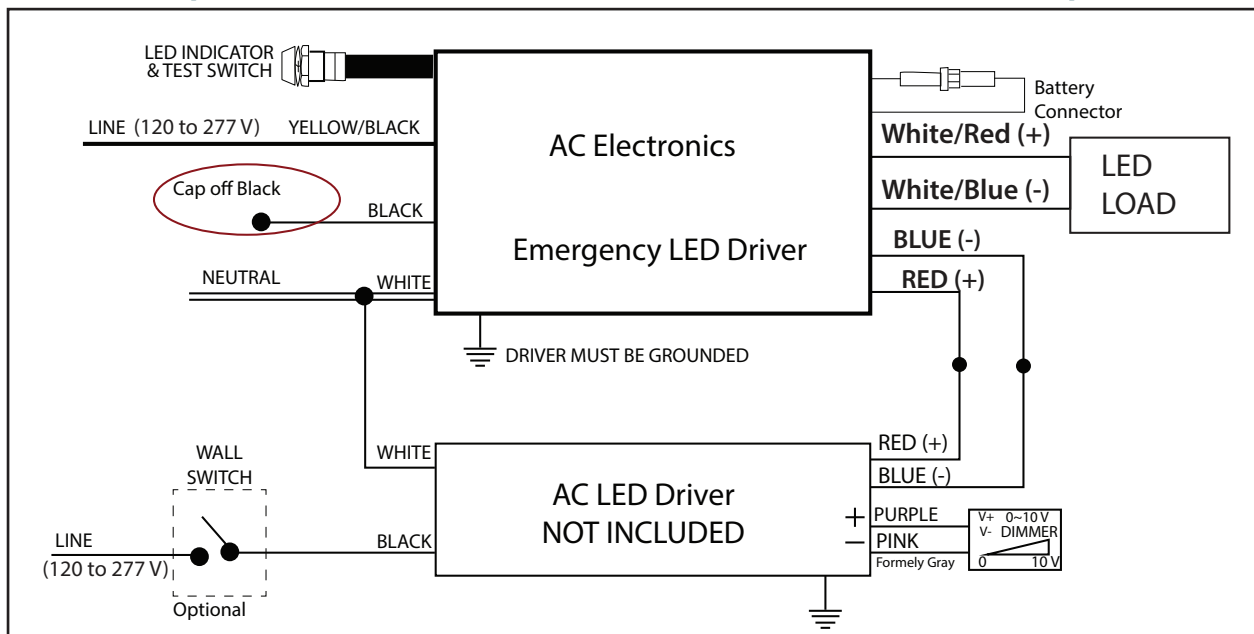 LED INDICATOR
& TEST SWITCH
Battery
Connector
LINE (120 to 277 V) YELLOW/BLACK
AC Electronics
White/Red (+)
LED
LOAD
Cap off Black
White/Blue (-)
BLACK
Emergency LED Driver
BLUE (-)
NEUTRAL
WHITE
RED (+)
DRIVER MUST BE GROUNDED
WALL
SWITCH
WHITE
RED (+)
BLUE (-)
AC LED Driver
NOT INCLUDED
+ PURPLE
− PINK
Formely Gray
V+ 0~10 V
V- DIMMER
0 10 V
LINE
(120 to 277 V)
BLACK
Optional